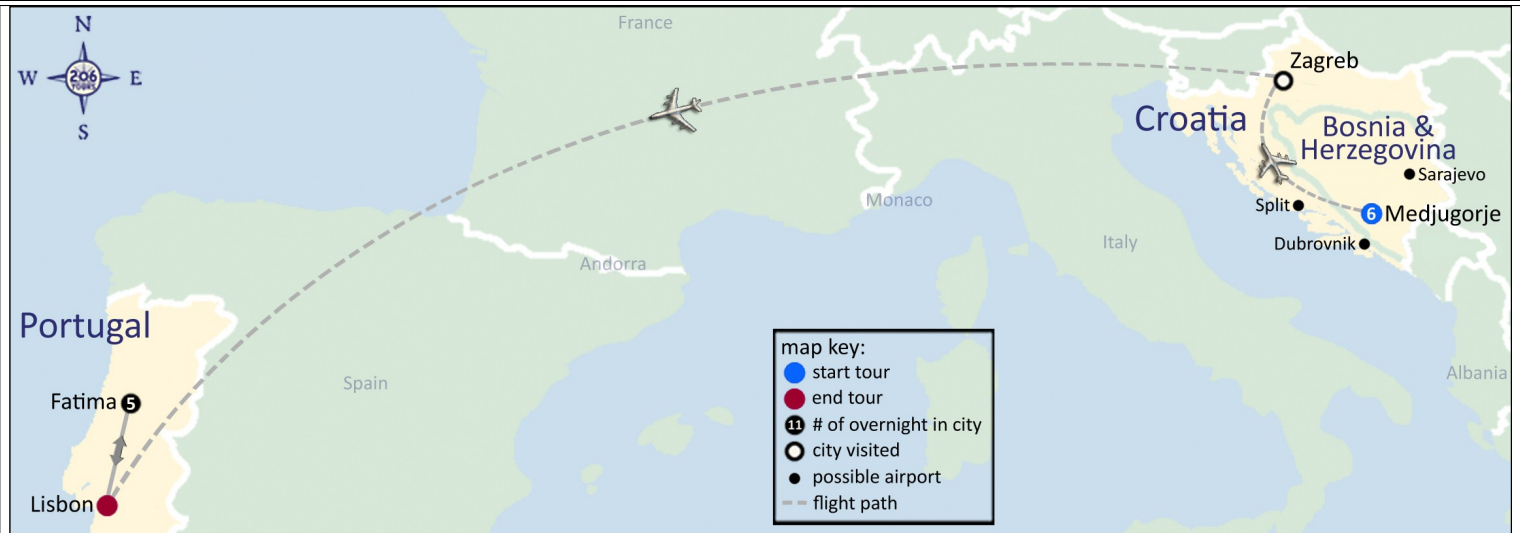 N
W
206
TOURS
E
S
France
Zagreb
Croatia
Bosnia &
Herzegovina
Sarajevo
Split
6 Medjugorje
Dubrovnik
Monaco
Italy
Andorra
Portugal
Spain
Albania
Fatima 5
Lisbon
map key:
start tour
end tour
11 # of overnight in city
city visited
possible airport
flight path